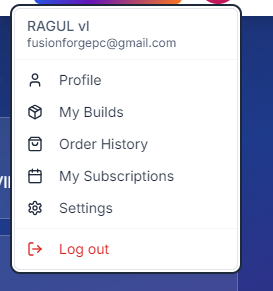 RAGUL vl
fusionforgepc@gmail.com
Profile
My Builds
Order History
My Subscriptions
Settings
Log out